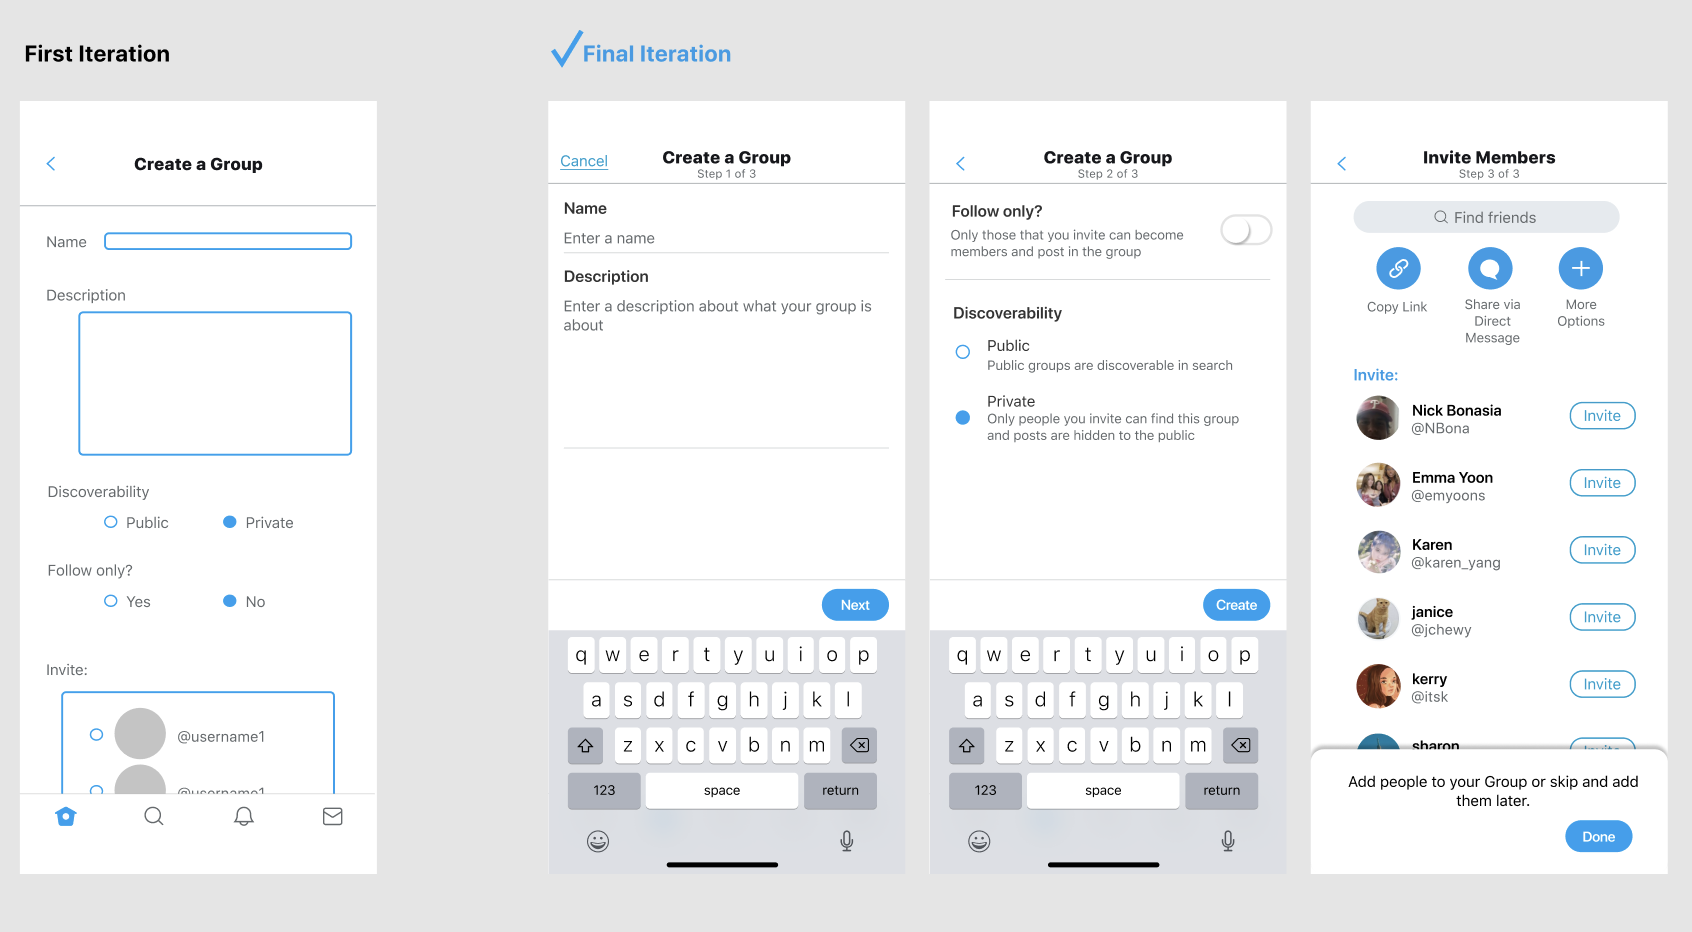 First Iteration
Final Iteration
Create a Group
Name
Description
Discoverability
Public
Private
Follow only?
Yes
No
Invite:
@username1
@username1
Cancel
Create a Group
Step 1 of 3
Name
Enter a name
Description
Enter a description about what your group is
about
Next
q w e r t y u i o p
a s d f g h j k l
z x c v b n m
123 space return
Create a Group
Step 2 of 3
Follow only?
Only those that you invite can become
members and post in the group
Discoverability
Public
Public groups are discoverable in search
Private
Only people you invite can find this group
and posts are hidden to the public
Create
q w e r t y u i o p
a s d f g h j k l
z x c v b n m
123 space return
Invite Members
Step 3 of 3
Find friends
Copy Link
Share via
Direct
Message
More
Options
Invite:
Nick Bonasia
@NBona
Invite
Emma Yoon
@emyoons
Invite
Karen
@karen_yang
Invite
janice
@jchewy
Invite
kerry
@itsk
Invite
sharon
Invite
Add people to your Group or skip and add
them later.
Done